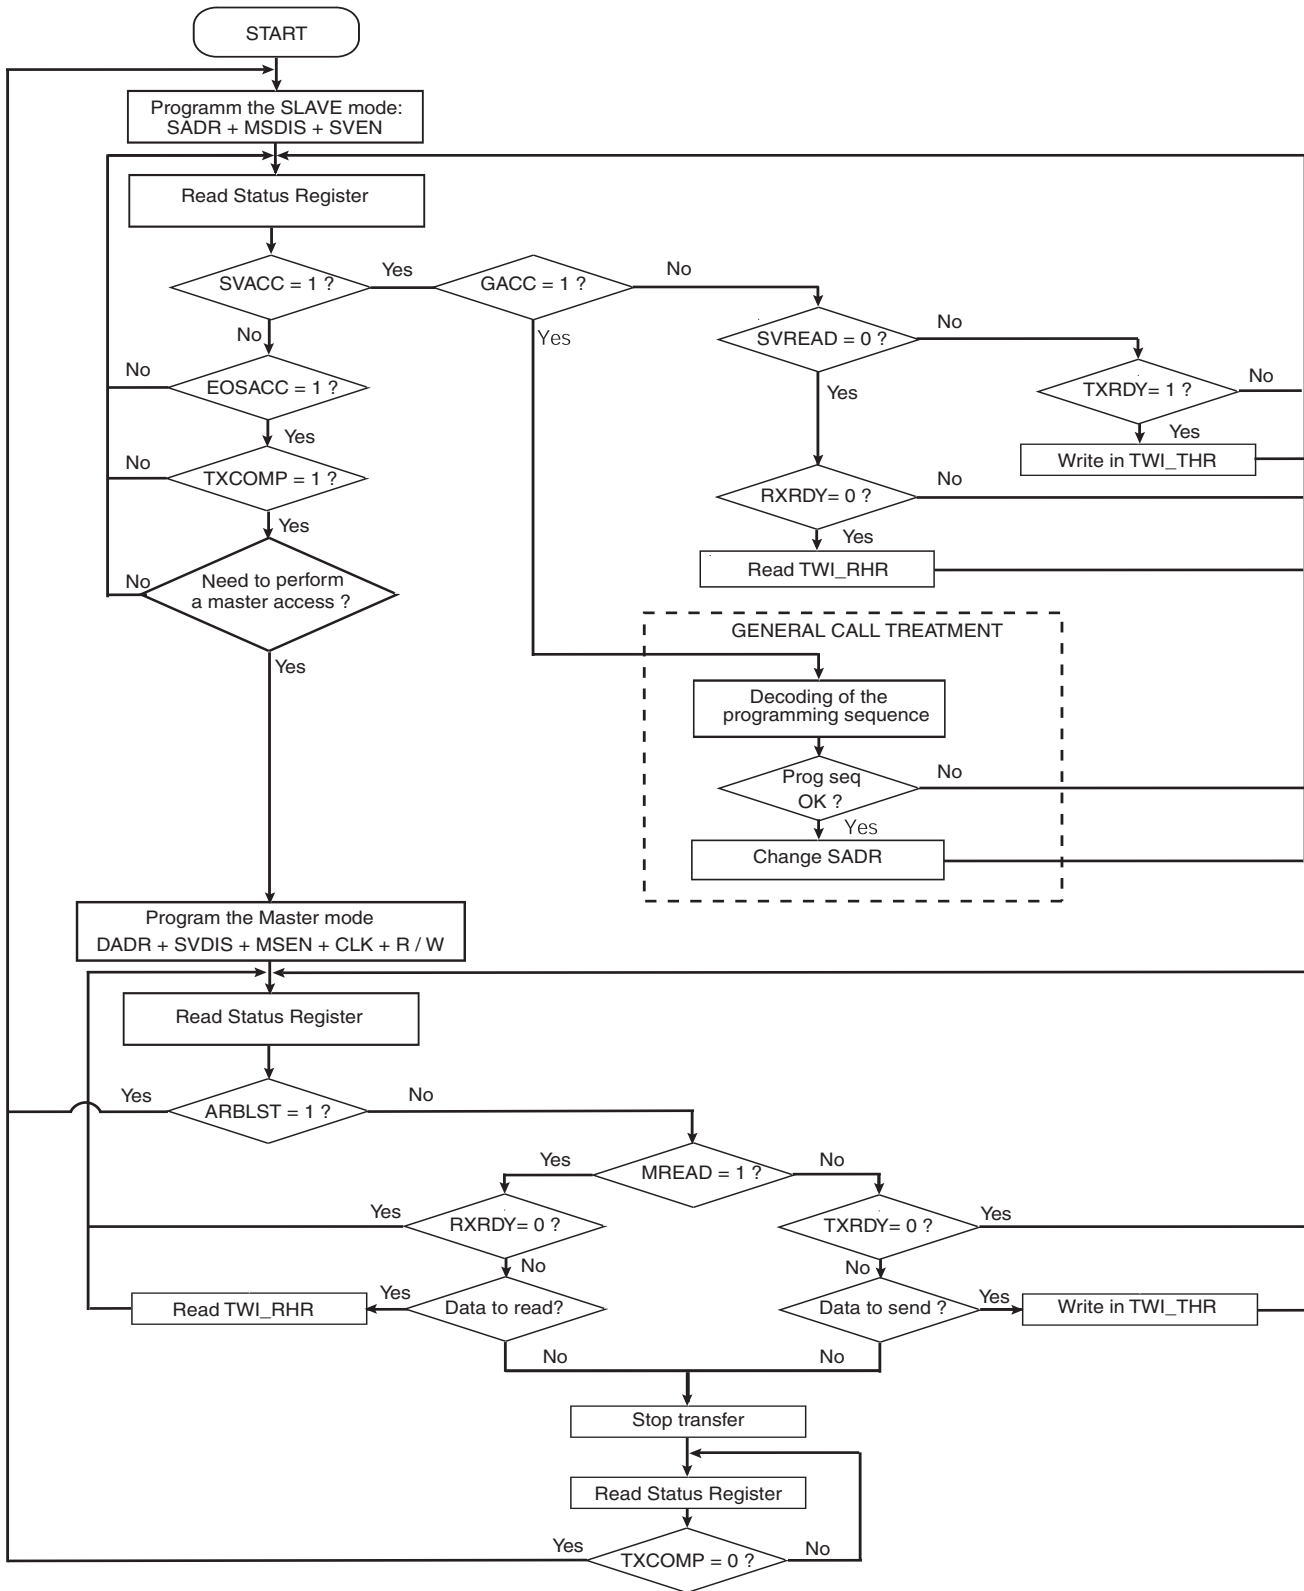 START
Programm the SLAVE mode:
SADR + MSDIS + SVEN
Read Status Register
SVACC = 1 ?
Yes
GACC = 1 ?
No
No
Yes
SVREAD = 0 ?
No
No
EOSACC = 1 ?
Yes
TXRDY= 1 ?
No
Yes
Yes
Write in TWI_THR
No
TXCOMP = 1 ?
RXRDY= 0 ?
No
Yes
Yes
Read TWI_RHR
No
Need to perform
a master access ?
GENERAL CALL TREATMENT
Yes
Decoding of the
programming sequence
Prog seq
OK ?
No
Yes
Change SADR
Program the Master mode
DADR + SVDIS + MSEN + CLK + R / W
Read Status Register
Yes
ARBLST = 1 ?
No
Yes
MREAD = 1 ?
No
Yes
RXRDY= 0 ?
TXRDY= 0 ?
Yes
No
No
Read TWI_RHR
Yes
Data to read?
Data to send ?
Yes
Write in TWI_THR
No
No
Stop transfer
Read Status Register
Yes
TXCOMP = 0 ?
No